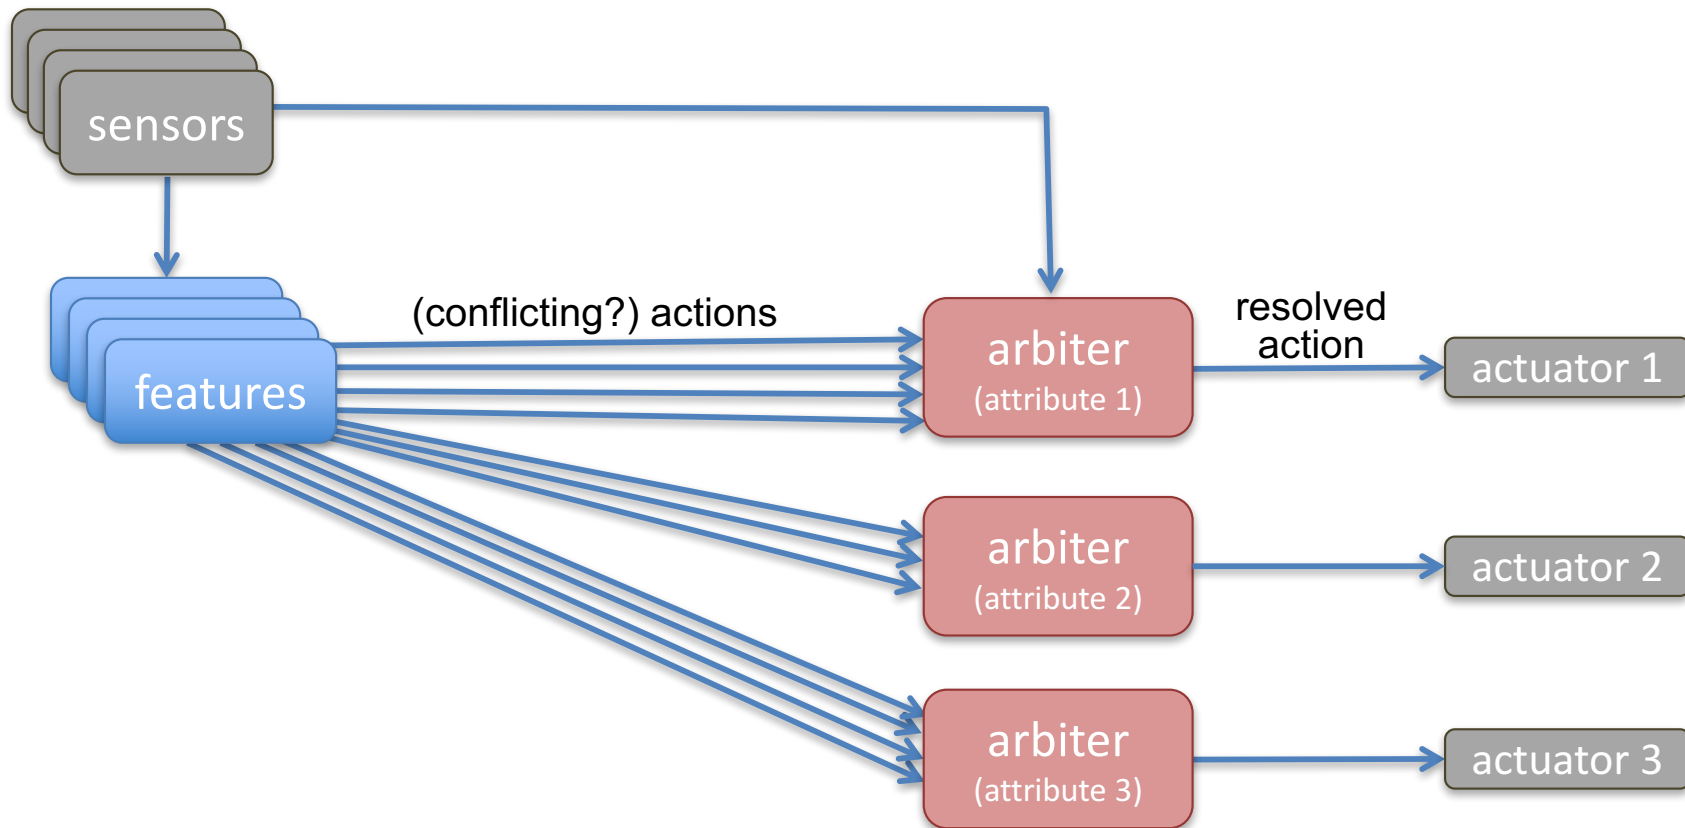 sensors
(conflicting?) actions
features
arbiter
(attribute 1)
resolved
action
actuator 1
arbiter
(attribute 2)
actuator 2
arbiter
(attribute 3)
actuator 3